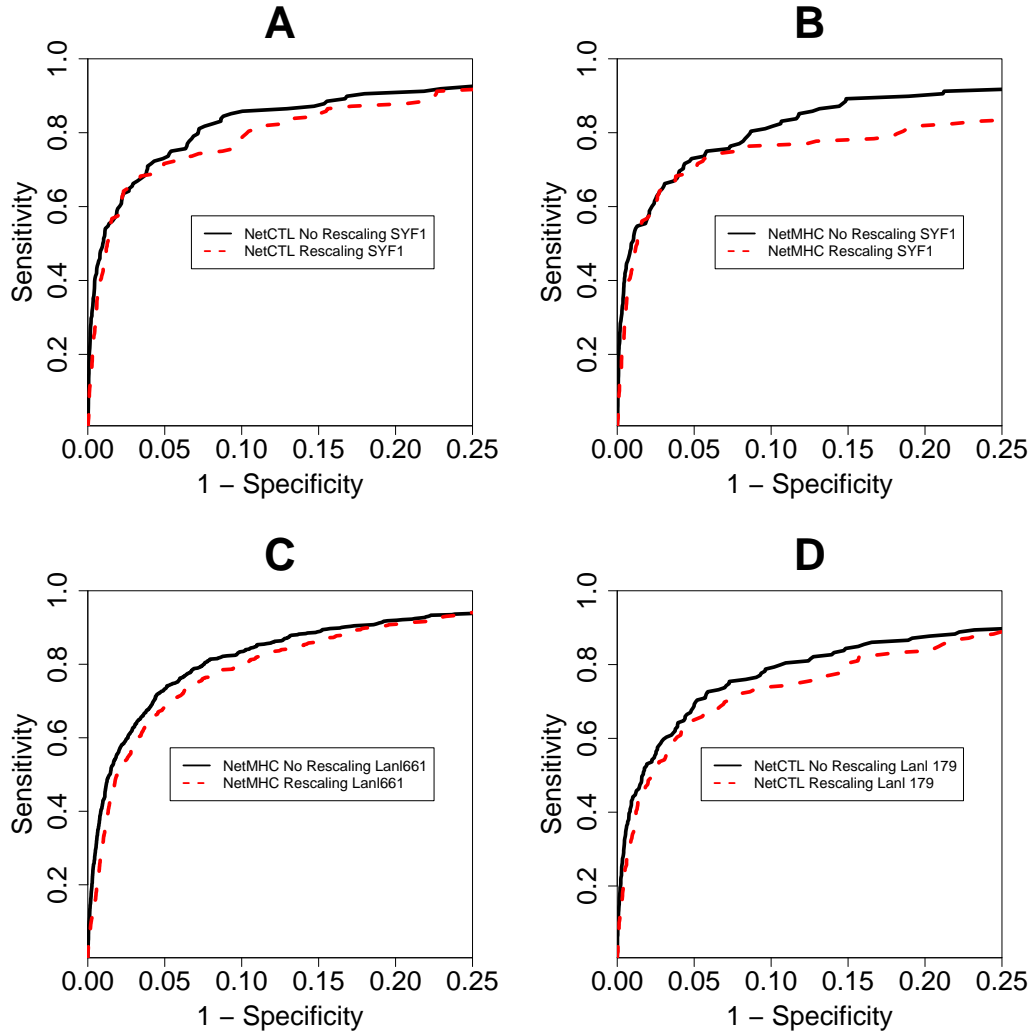 A
1.0
0.8
0.6
0.4
0.2
Sensitivity
NetCTL No Rescaling SYF1
NetCTL Rescaling SYF1
0.00 0.05 0.10 0.15 0.20 0.25
1 − Specificity
B
1.0
0.8
0.6
0.4
0.2
Sensitivity
NetMHC No Rescaling SYF1
NetMHC Rescaling SYF1
0.00 0.05 0.10 0.15 0.20 0.25
1 − Specificity
C
1.0
0.8
0.6
0.4
0.2
Sensitivity
NetMHC No Rescaling Lanl661
NetMHC Rescaling Lanl661
0.00 0.05 0.10 0.15 0.20 0.25
1 − Specificity
D
1.0
0.8
0.6
0.4
0.2
Sensitivity
NetCTL No Rescaling Lanl 179
NetCTL Rescaling Lanl 179
0.00 0.05 0.10 0.15 0.20 0.25
1 − Specificity